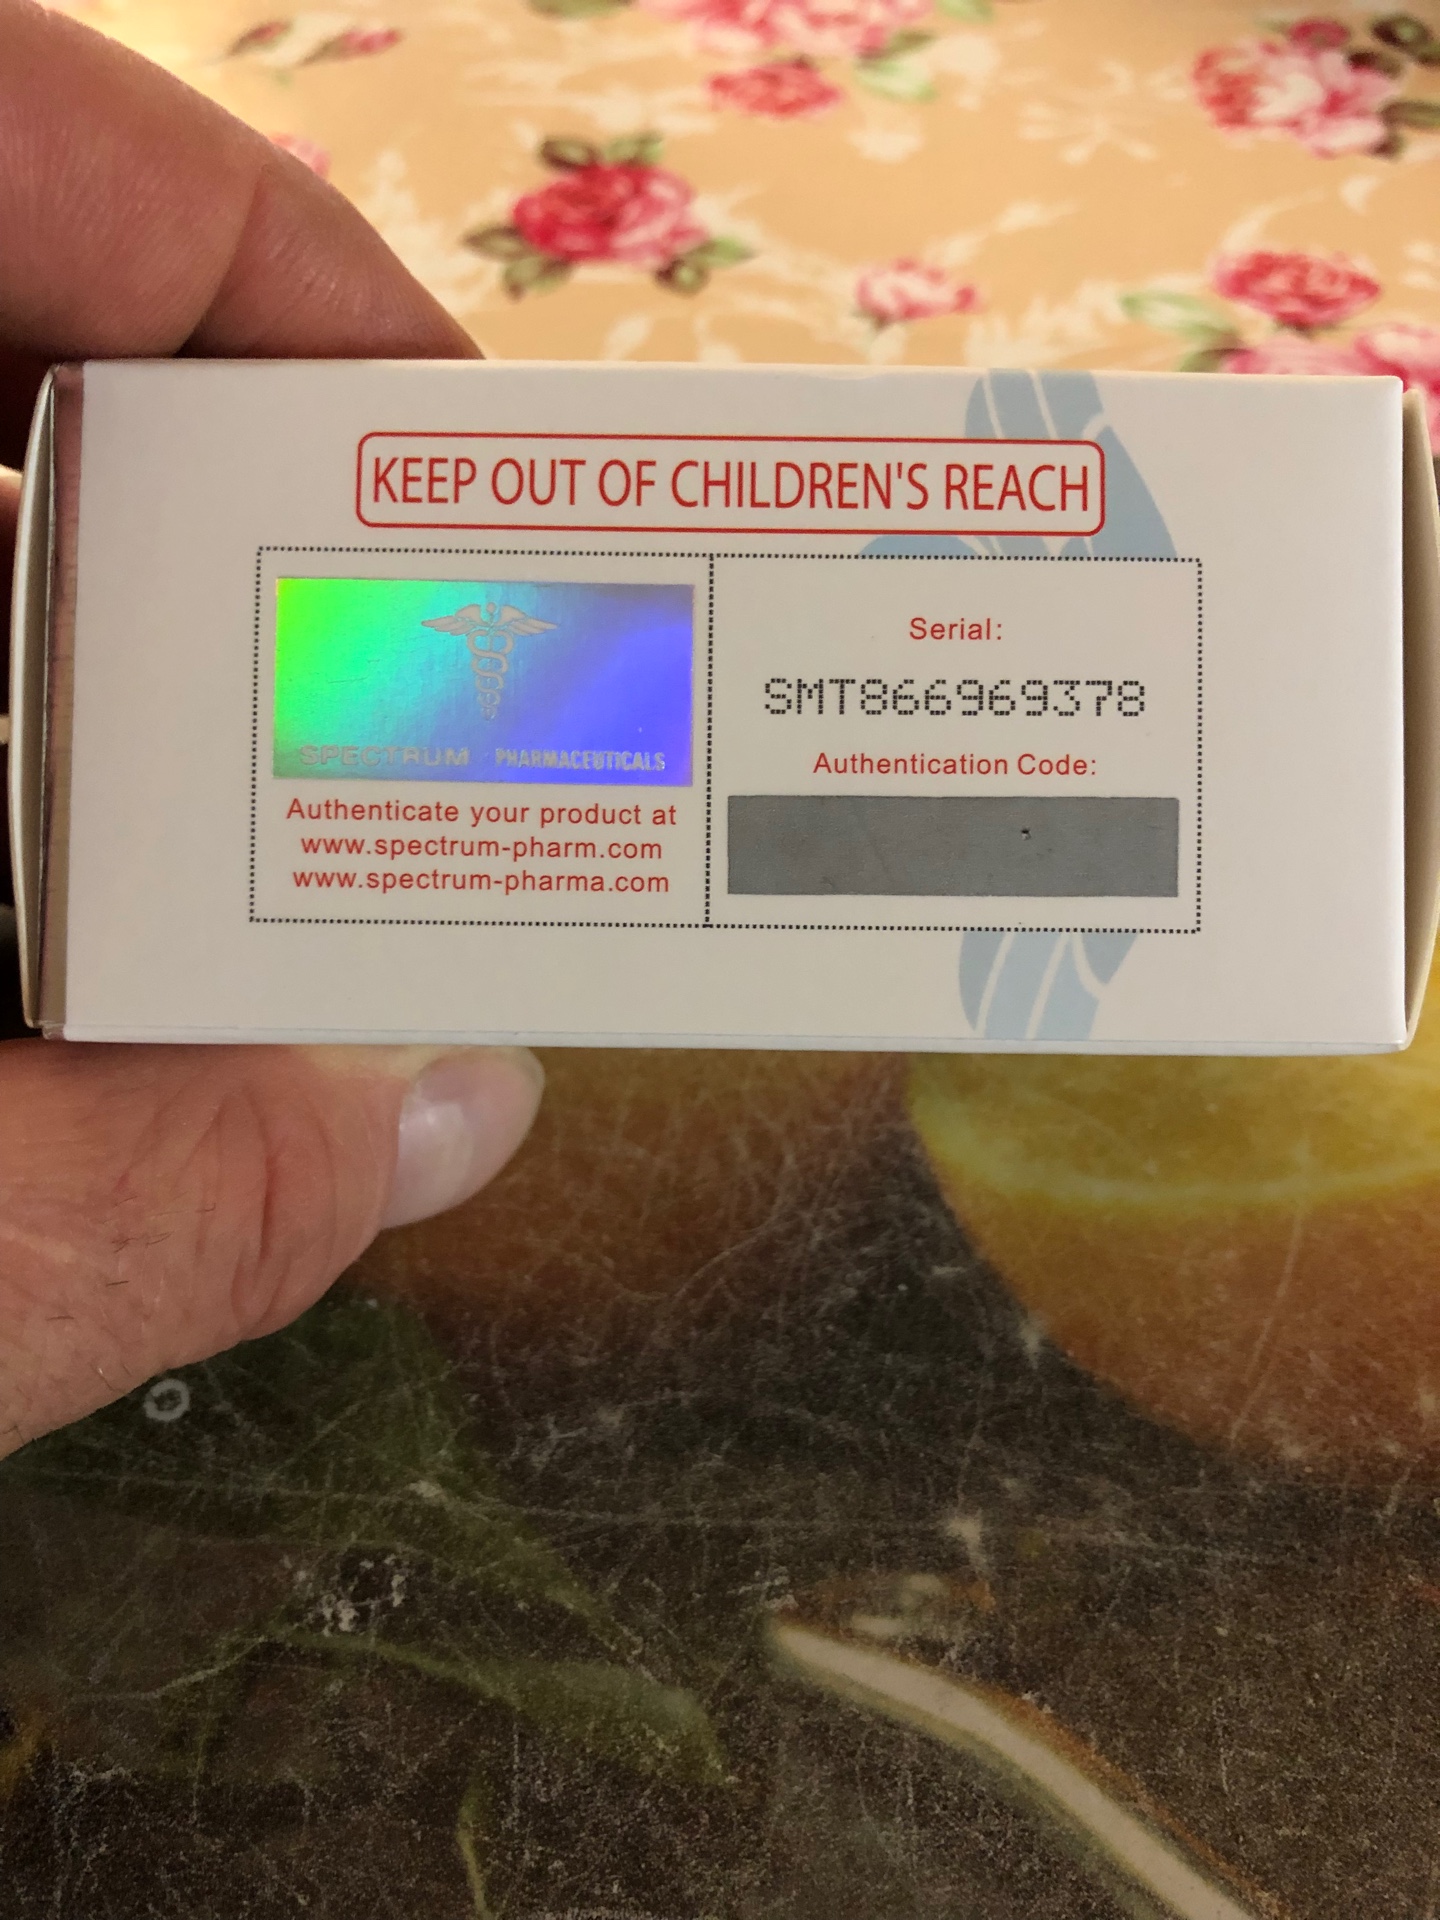 KEEP OUT OF CHILDREN'S REACH
SPECTRUM PHARMACEUTICALS
Authenticate your product at
www.spectrum-pharm.com
www.spectrum-pharma.com
Serial:
SMT866969378
Authentication Code: